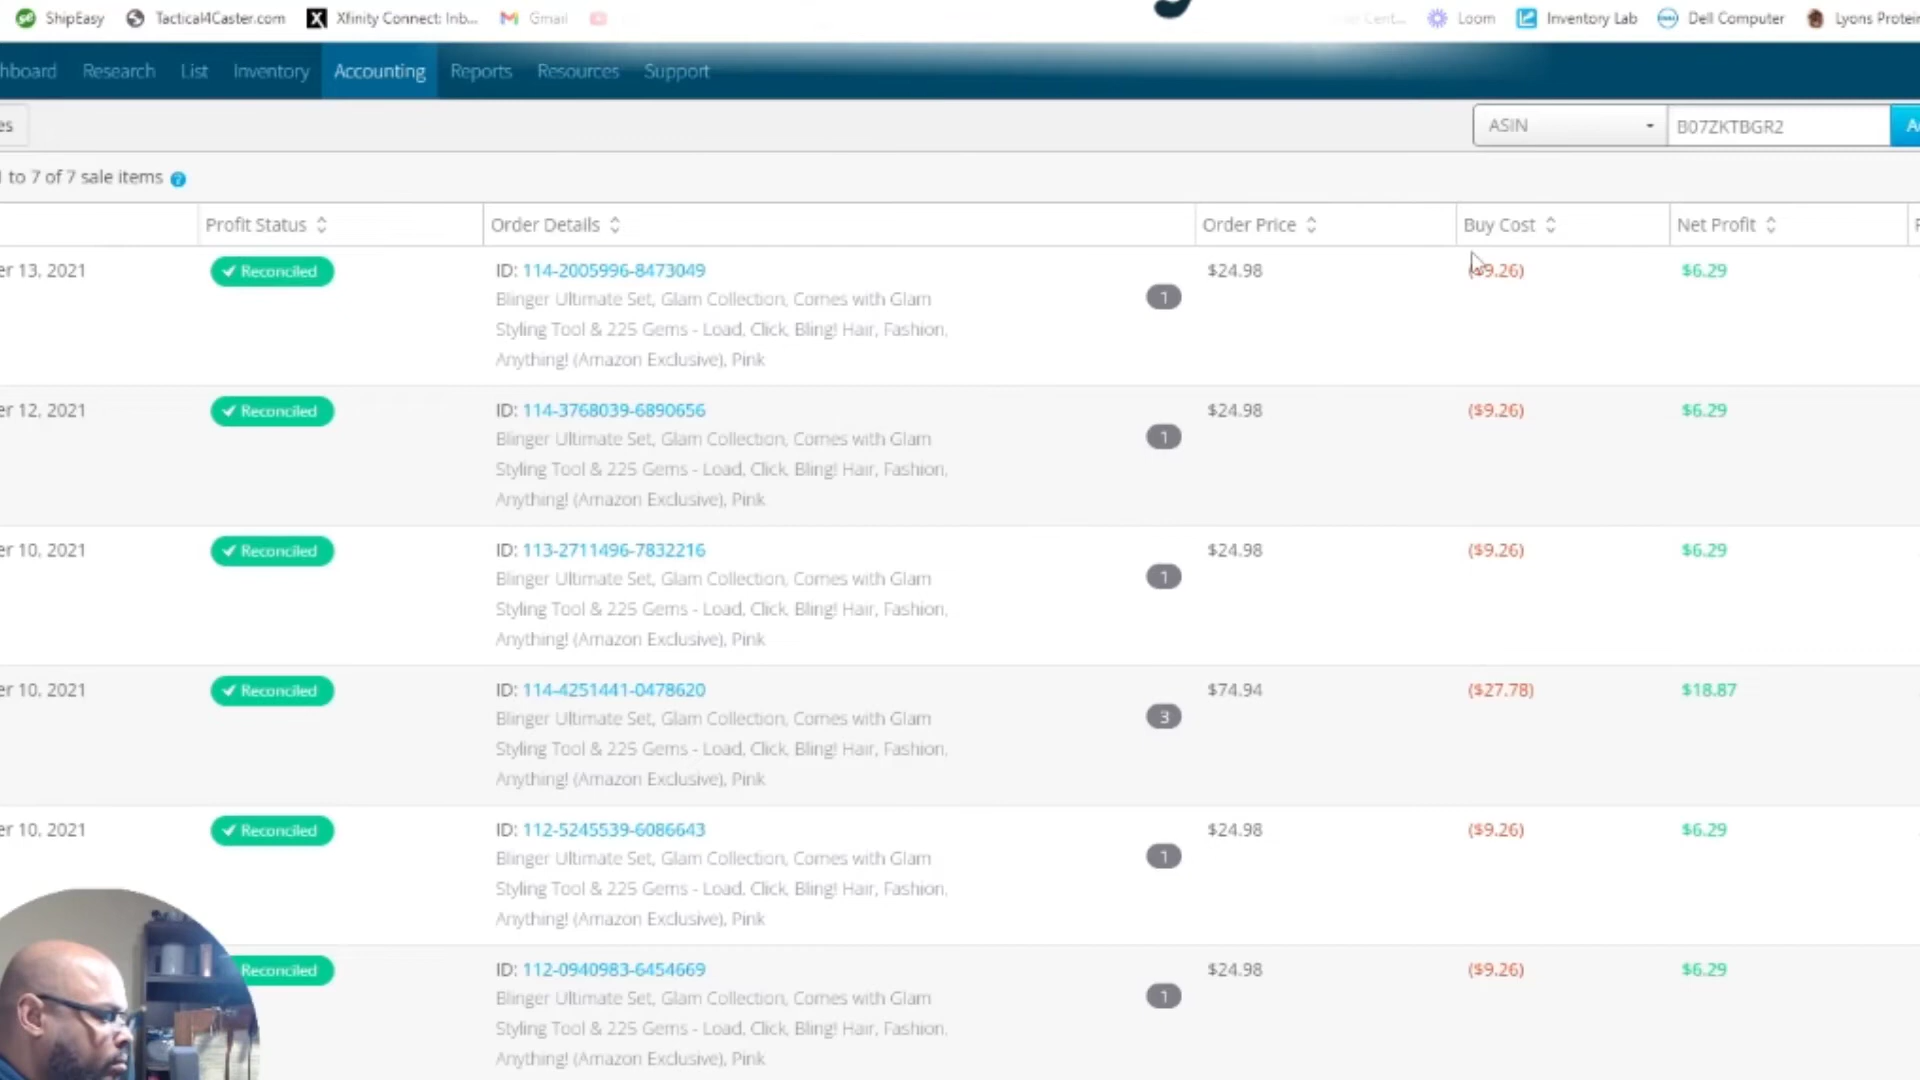 ShipEasy Tactical4Caster.com Xfinity Connect: Inb... Gmail Loom Inventory Lab Dell Computer Lyons Protein
hboard Research List Inventory Accounting Reports Resources Support
es ASIN B07ZKTBGR2
to 7 of 7 sale items
Profit Status Order Details Order Price Buy Cost Net Profit
er 13, 2021 Reconciled ID: 114-2005996-8473049 $24.98 ($9.26) $6.29
Blinger Ultimate Set, Glam Collection, Comes with Glam 1
Styling Tool & 225 Gems - Load, Click, Bling! Hair, Fashion,
Anything! (Amazon Exclusive), Pink
er 12, 2021 Reconciled ID: 114-3768039-6890656 $24.98 ($9.26) $6.29
Blinger Ultimate Set, Glam Collection, Comes with Glam 1
Styling Tool & 225 Gems - Load, Click, Bling! Hair, Fashion,
Anything! (Amazon Exclusive), Pink
er 10, 2021 Reconciled ID: 113-2711496-7832216 $24.98 ($9.26) $6.29
Blinger Ultimate Set, Glam Collection, Comes with Glam 1
Styling Tool & 225 Gems - Load, Click, Bling! Hair, Fashion,
Anything! (Amazon Exclusive), Pink
er 10, 2021 Reconciled ID: 114-4251441-0478620 $74.94 ($27.78) $18.87
Blinger Ultimate Set, Glam Collection, Comes with Glam 3
Styling Tool & 225 Gems - Load, Click, Bling! Hair, Fashion,
Anything! (Amazon Exclusive), Pink
er 10, 2021 Reconciled ID: 112-5245539-6086643 $24.98 ($9.26) $6.29
Blinger Ultimate Set, Glam Collection, Comes with Glam 1
Styling Tool & 225 Gems - Load, Click, Bling! Hair, Fashion,
Anything! (Amazon Exclusive), Pink
Reconciled ID: 112-0940983-6454669 $24.98 ($9.26) $6.29
Blinger Ultimate Set, Glam Collection, Comes with Glam 1
Styling Tool & 225 Gems - Load, Click, Bling! Hair, Fashion,
Anything! (Amazon Exclusive), Pink